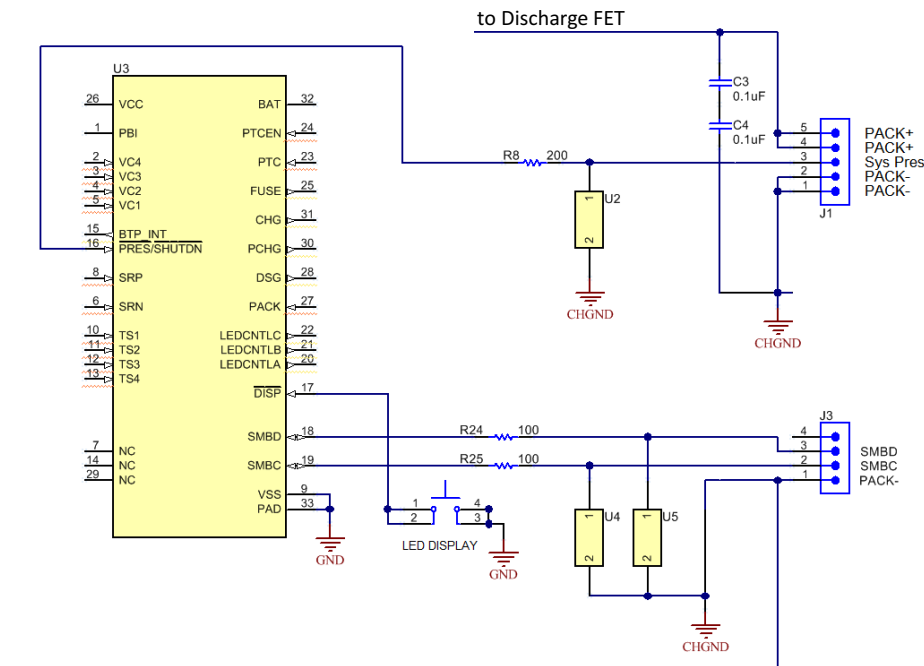 to Discharge FET
U3
26 VCC BAT 32
1 PBI PTCEN 24
2 VC4 PTC 23
3 VC3
4 VC2 FUSE 25
5 VC1
CHG 31
15 BTP_INT
16 PRES/SHUTDN PCHG 30
8 SRP DSG 28
6 SRN PACK 27
10 TS1 LEDCNTLC 22
11 TS2 LEDCNTLB 21
12 TS3 LEDCNTLA 20
13 TS4
DISP 17
SMBD 18
7 NC
14 NC SMBC 19
29 NC
VSS 9
PAD 33
GND
R8 200
U2
1
2
CHGND
C3
0.1uF
C4
0.1uF
5 PACK+
4 PACK+
3 Sys Pres
2 PACK-
1 PACK-
J1
CHGND
R24 100
R25 100
J3
4
3 SMBD
2 SMBC
1 PACK-
1 4
2 3
LED DISPLAY
GND
U4
1
2
U5
1
2
CHGND